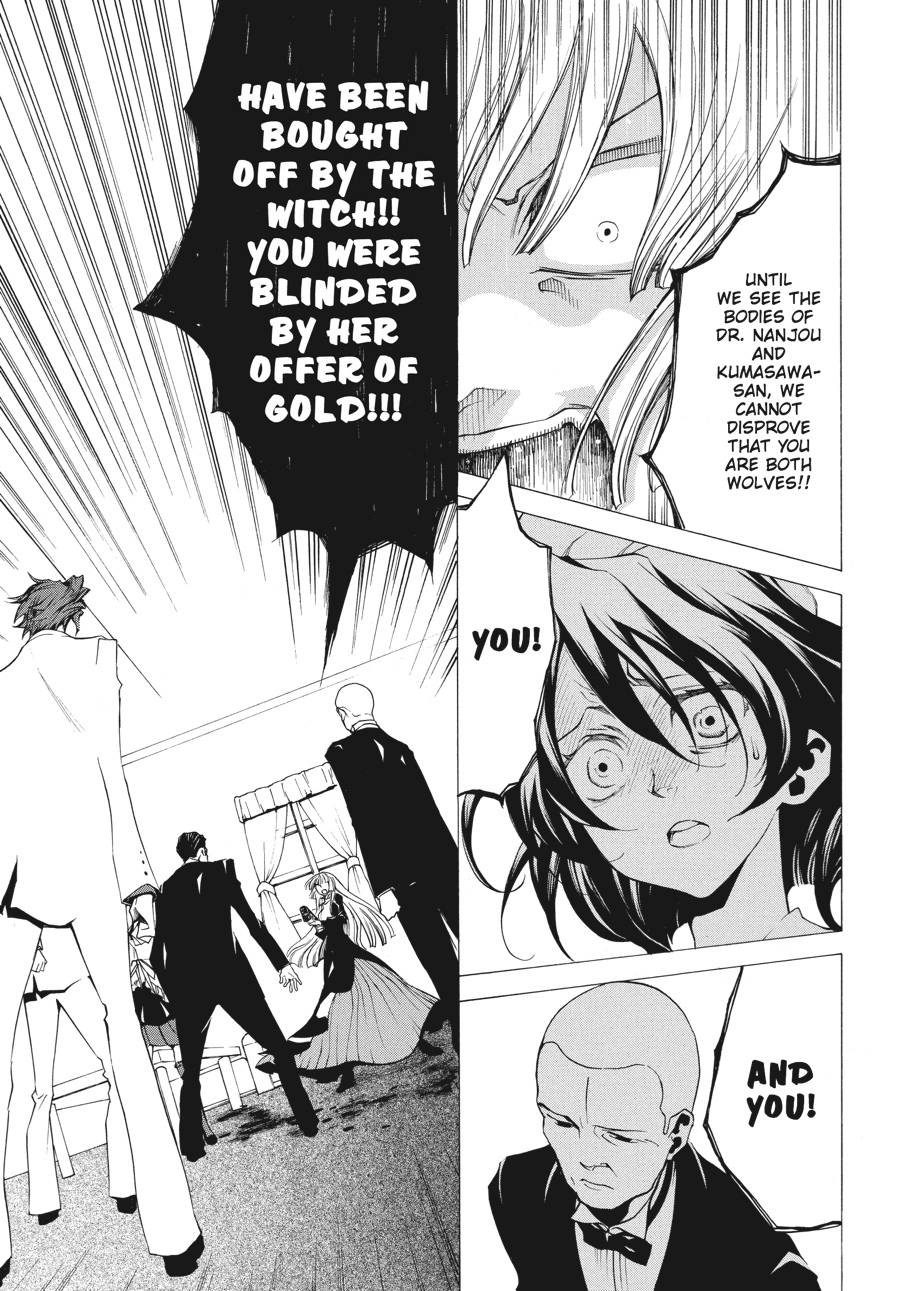 UNTIL
WE SEE THE
BODIES OF
DR. NANJOU
AND
KUMASAWA-
SAN, WE
CANNOT
DISPROVE
THAT YOU
ARE BOTH
WOLVES!!
YOU!
AND
YOU!
HAVE BEEN
BOUGHT
OFF BY THE
WITCH!!
YOU WERE
BLINDED
BY HER
OFFER OF
GOLD!!!